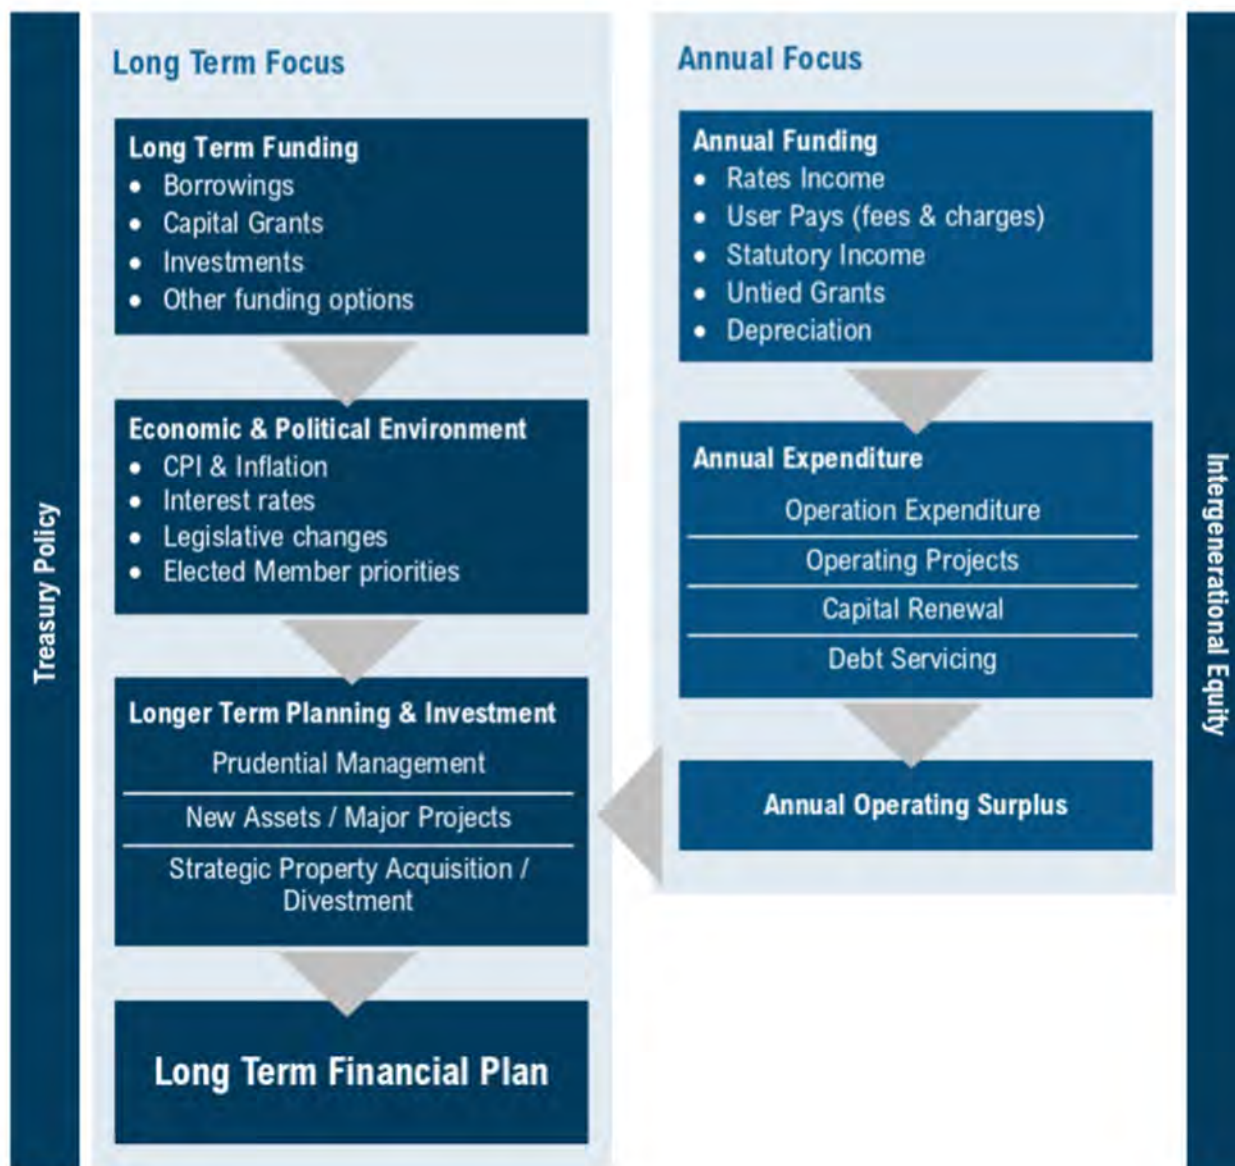 Treasury Policy
Long Term Focus
Long Term Funding
• Borrowings
• Capital Grants
• Investments
• Other funding options
Economic & Political Environment
• CPI & Inflation
• Interest rates
• Legislative changes
• Elected Member priorities
Longer Term Planning & Investment
Prudential Management
New Assets / Major Projects
Strategic Property Acquisition /
Divestment
Long Term Financial Plan
Annual Focus
Annual Funding
• Rates Income
• User Pays (fees & charges)
• Statutory Income
• Untied Grants
• Depreciation
Annual Expenditure
Operation Expenditure
Operating Projects
Capital Renewal
Debt Servicing
Annual Operating Surplus
Intergenerational Equity